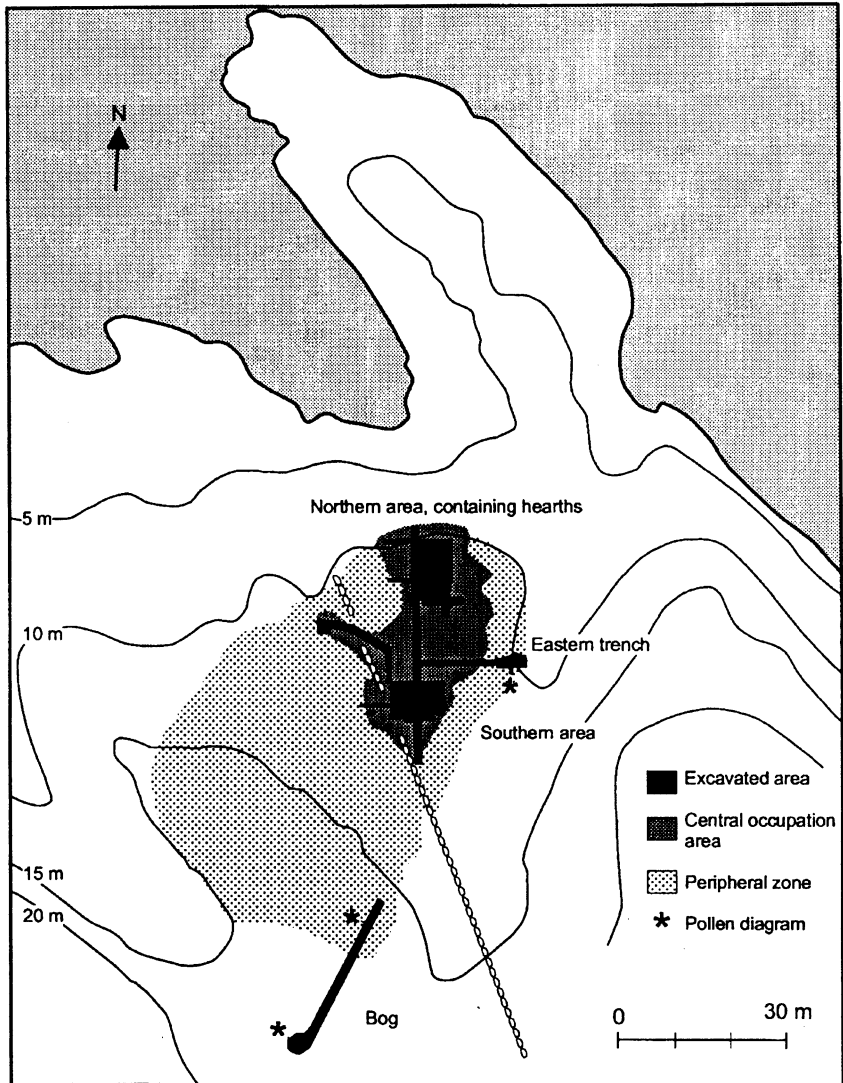 N
Northern area, containing hearths
5 m
10 m
Eastern trench
Southern area
15 m
20 m
Bog
Excavated area
Central occupation
area
Peripheral zone
Pollen diagram
0 30 m